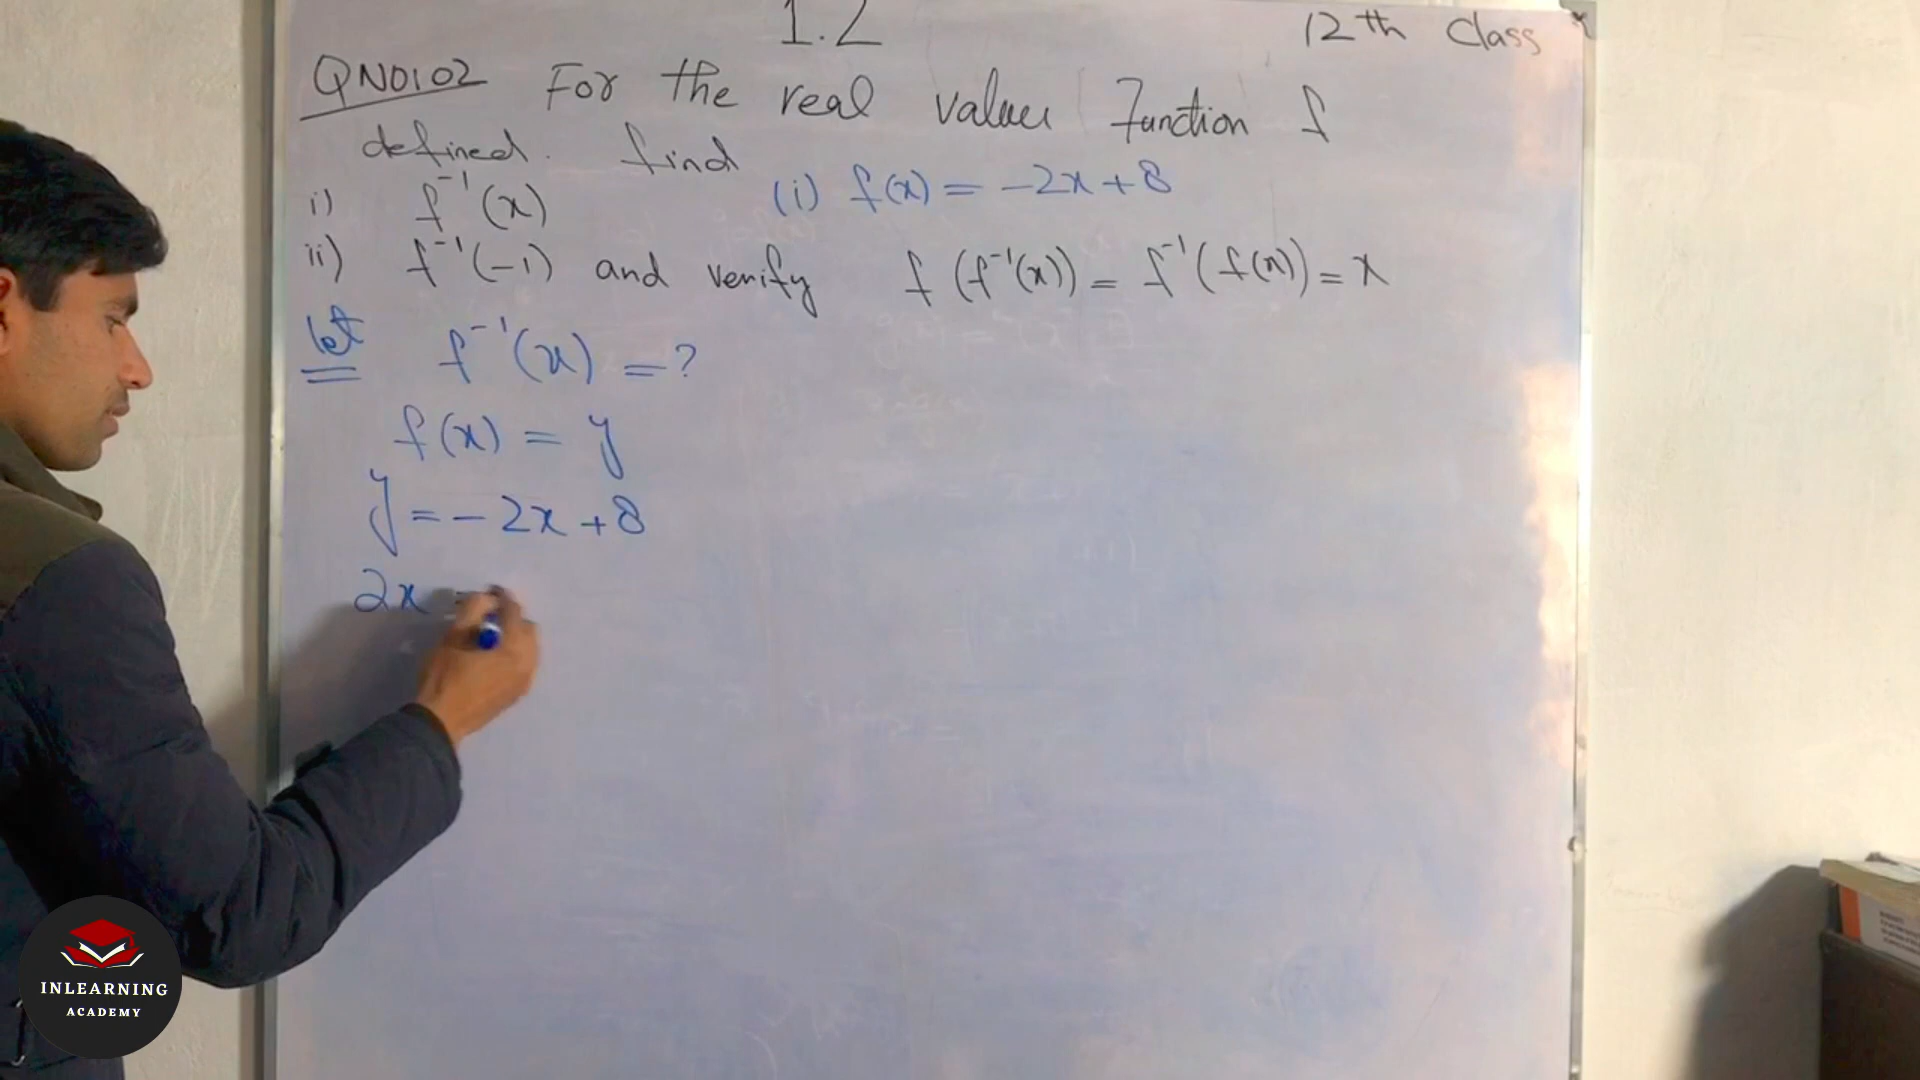 1.2
12th Class
QNO102 For the real values function f
defined. find
i) f⁻¹(x) (i) f(x) = -2x+8
ii) f⁻¹(-1) and verify f(f⁻¹(x)) = f⁻¹(f(x)) = x
let f⁻¹(x) = ?
f(x) = y
y = -2x + 8
2x =
INLEARNING
ACADEMY